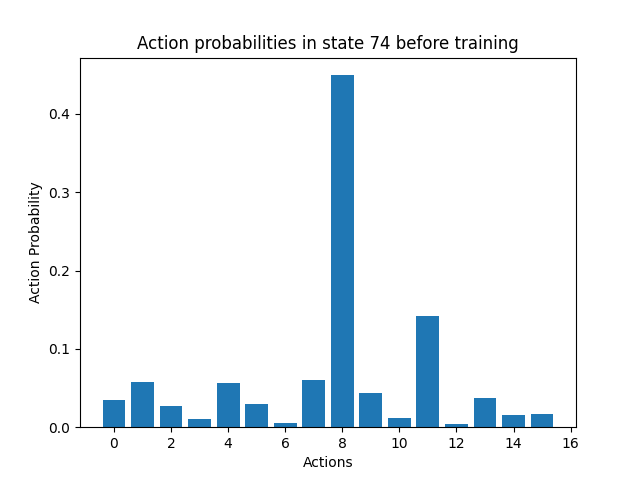 Action probabilities in state 74 before training
0.4
0.3
0.2
0.1
0.0
Action Probability
0 2 4 6 8 10 12 14 16
Actions